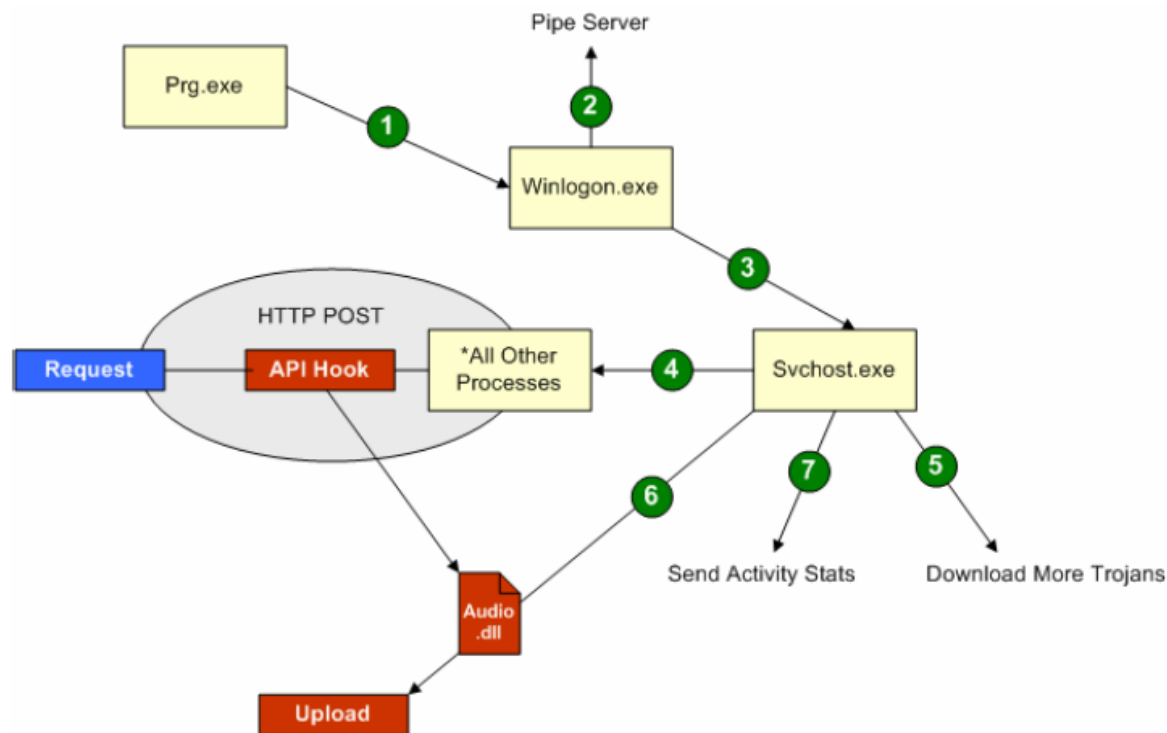 Pipe Server
Prg.exe
1
2
Winlogon.exe
3
HTTP POST
Request
API Hook
*All Other
Processes
4
Svchost.exe
7
5
6
Send Activity Stats
Download More Trojans
Audio
.dll
Upload